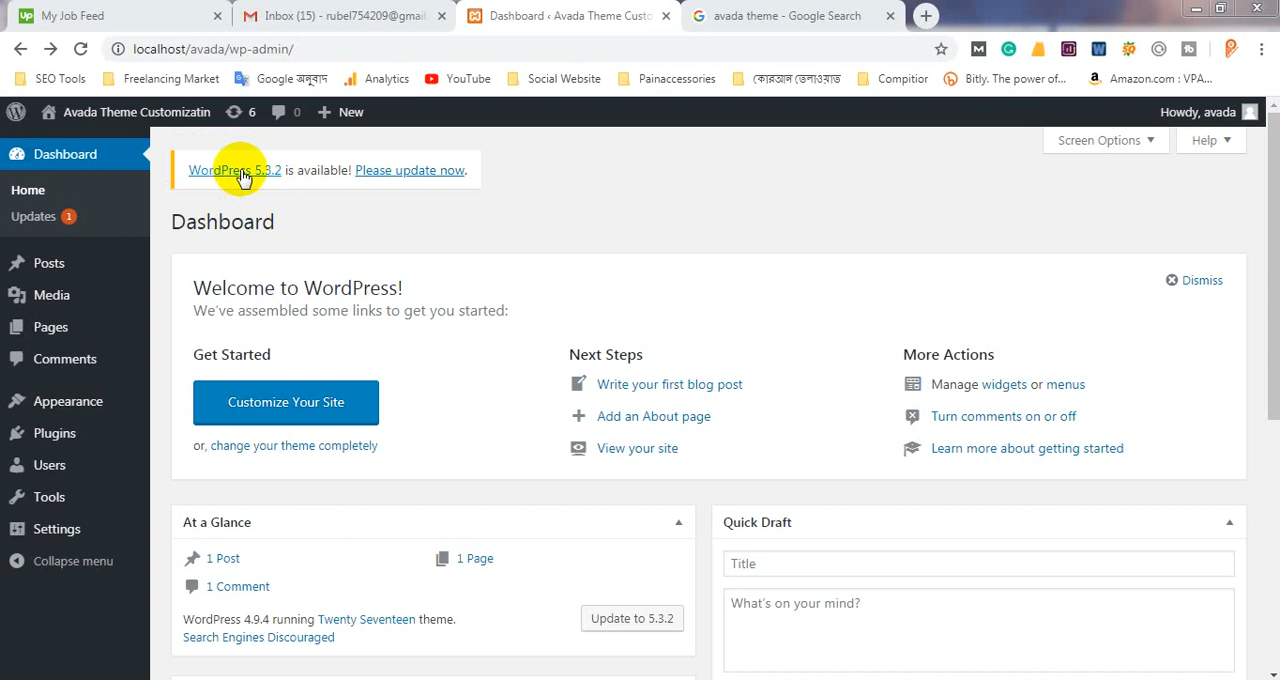 My Job Feed
Inbox (15) - rubel754209@gmail.
Dashboard ‹ Avada Theme Custo
avada theme - Google Search
localhost/avada/wp-admin/
SEO Tools
Freelancing Market
Google অনুবাদ
Analytics
YouTube
Social Website
Painaccessories
কোরআন তেলাওয়াত
Compitior
Bitly. The power of...
Amazon.com : VPA...
Avada Theme Customizatin
6
0
New
Howdy, avada
Dashboard
Home
Updates 1
Posts
Media
Pages
Comments
Appearance
Plugins
Users
Tools
Settings
Collapse menu
Screen Options
Help
WordPress 5.3.2 is available! Please update now.
Dashboard
Welcome to WordPress!
We've assembled some links to get you started:
Dismiss
Get Started
Customize Your Site
or, change your theme completely
Next Steps
Write your first blog post
Add an About page
View your site
More Actions
Manage widgets or menus
Turn comments on or off
Learn more about getting started
At a Glance
1 Post
1 Page
1 Comment
WordPress 4.9.4 running Twenty Seventeen theme.
Update to 5.3.2
Search Engines Discouraged
Quick Draft
Title
What's on your mind?